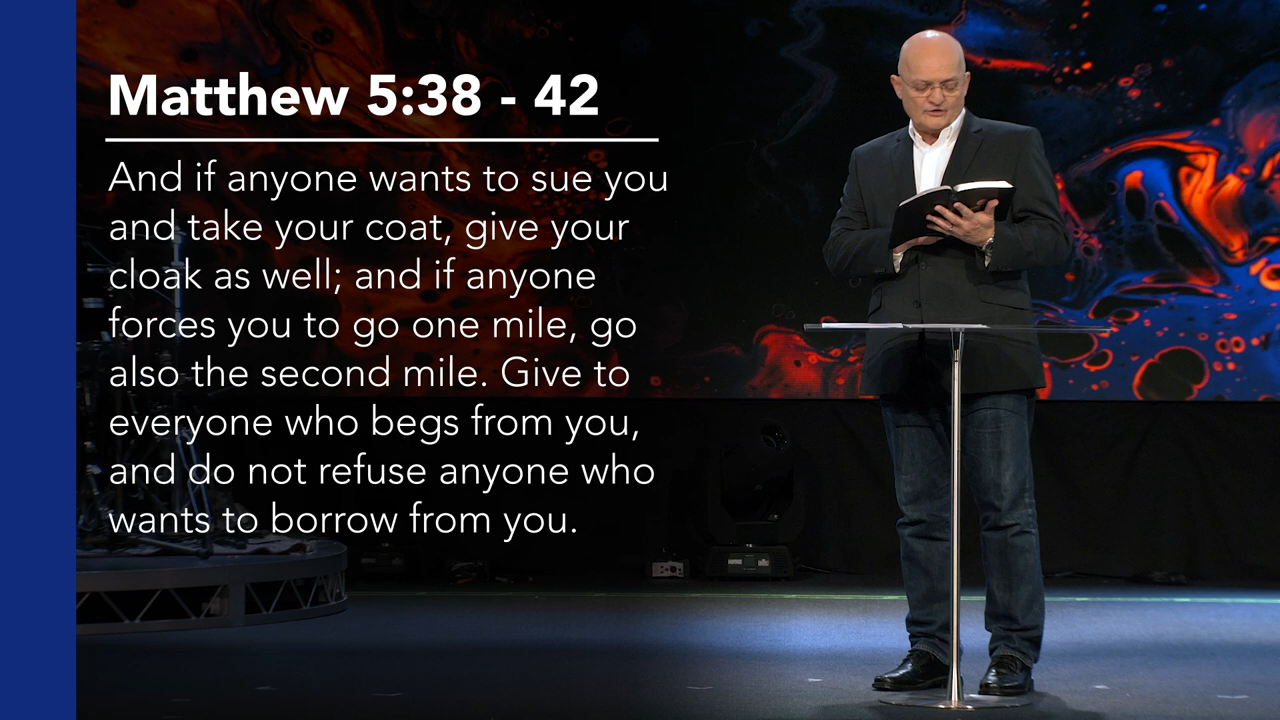 Matthew 5:38 - 42
And if anyone wants to sue you
and take your coat, give your
cloak as well; and if anyone
forces you to go one mile, go
also the second mile. Give to
everyone who begs from you,
and do not refuse anyone who
wants to borrow from you.